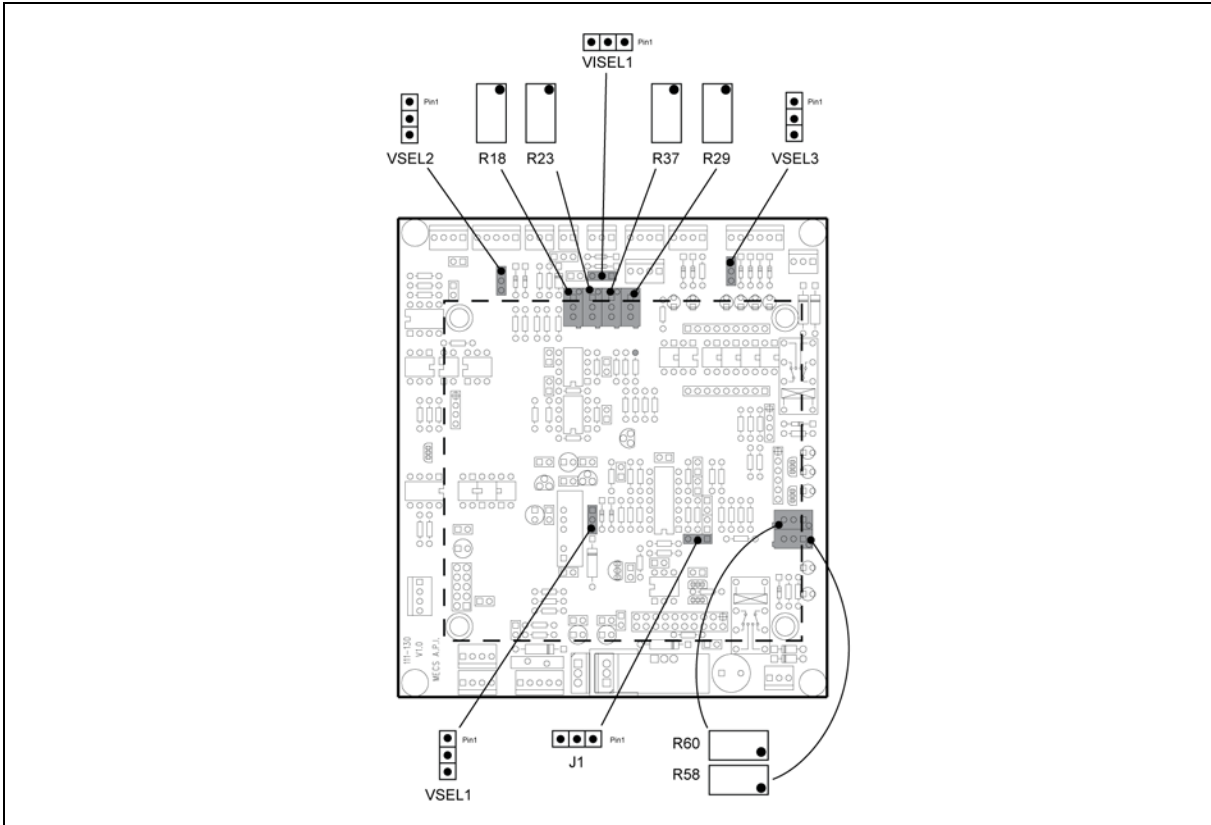 Pin1
VISEL1
Pin1
Pin1
VSEL2
R18
R23
R37
R29
VSEL3
111-130
V1.0
MECS A.P.I.
Pin1
VSEL1
Pin1
J1
R60
R58